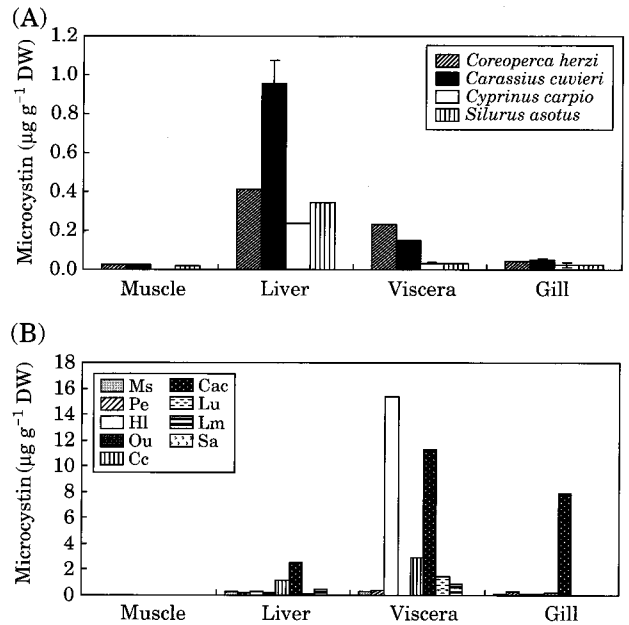 (A)
Microcystin (µg g⁻¹ DW)
1.2
1.0
0.8
0.6
0.4
0.2
0.0
Coreoperca herzi
Carassius cuvieri
Cyprinus carpio
Silurus asotus
Muscle Liver Viscera Gill
(B)
Microcystin (µg g⁻¹ DW)
18
16
14
12
10
8
6
4
2
0
Ms Cac
Pe Lu
Hl Lm
Ou Sa
Cc
Muscle Liver Viscera Gill